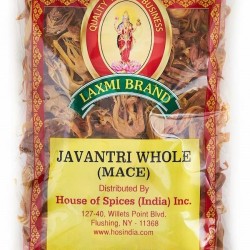 QUALITY
BUSINESS
LAXMI BRAND
JAVANTRI WHOLE
(MACE)
Distributed By
House of Spices (India) Inc.
127-40, Willets Point Blvd.
Flushing, NY - 11368
www.hosindia.com